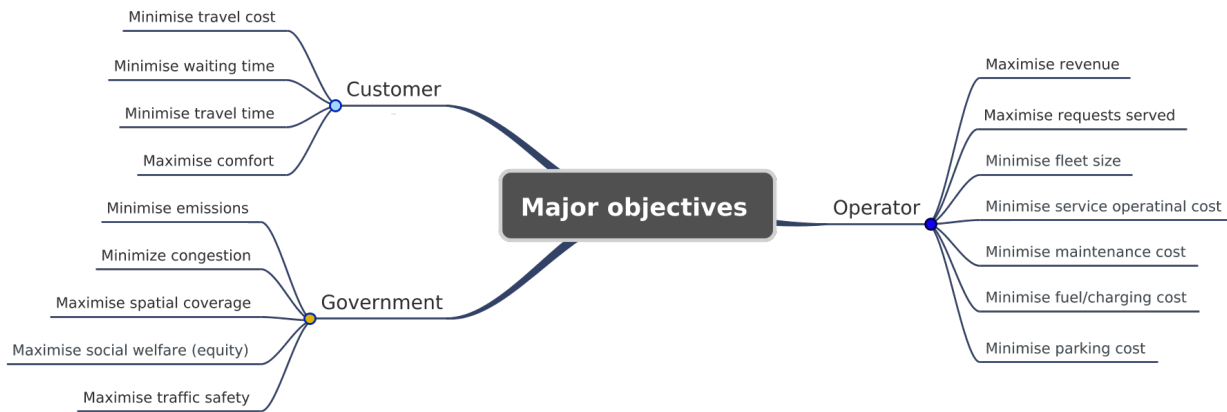 Major objectives
Customer
Minimise travel cost
Minimise waiting time
Minimise travel time
Maximise comfort
Government
Minimise emissions
Minimize congestion
Maximise spatial coverage
Maximise social welfare (equity)
Maximise traffic safety
Operator
Maximise revenue
Maximise requests served
Minimise fleet size
Minimise service operatinal cost
Minimise maintenance cost
Minimise fuel/charging cost
Minimise parking cost